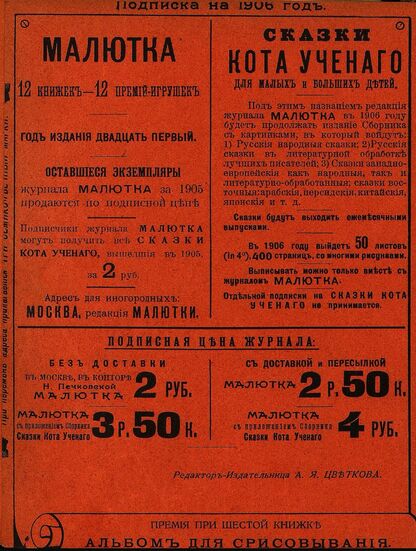 Подписка на 1906 годъ.
МАЛЮТКА
12 КНИЖЕКЪ—12 ПРЕМІЙ-ИГРУШЕКЪ
ГОДЪ ИЗДАНІЯ ДВАДЦАТЬ ПЕРВЫЙ.
ОСТАВШІЕСЯ ЭКЗЕМПЛЯРЫ
журнала МАЛЮТКА за 1905
продаются по подписной цѣнѣ
Подписчики журнала МАЛЮТКА
могутъ получить всѣ СКАЗКИ
КОТА УЧЕНАГО, вышедшія въ 1905.
за 2 руб.
Адресъ для иногородныхъ:
МОСКВА, редакція МАЛЮТКИ.
СКАЗКИ
КОТА УЧЕНАГО
ДЛЯ МАЛЫХЪ и БОЛЬШИХЪ ДѢТЕЙ.
Подъ этимъ названіемъ редакція
журнала МАЛЮТКА въ 1906 году
будетъ продолжать изданіе Сборника
съ картинками, въ который войдутъ:
1) Русскія народныя сказки; 2) Русскія
сказки въ литературной обработкѣ
лучшихъ писателей; 3) Сказки западно-
европейскія какъ народныя, такъ и
литературно-обработанныя; сказки вос-
точныя: арабскія, персидскія, китайскія,
японскія и т. д.
Сказки будутъ выходить ежемѣсячными
выпусками.
Въ 1906 году выйдетъ 50 листовъ
(in 4°), 400 страницъ, со многими рисунками.
Выписывать можно только вмѣстѣ съ
журналомъ МАЛЮТКА.
Отдѣльной подписки на СКАЗКИ КОТА
УЧЕНАГО не принимается.
ПОДПИСНАЯ ЦѢНА ЖУРНАЛА:
БЕЗЪ ДОСТАВКИ
ВЪ МОСКВѢ, ВЪ КОНТОРѢ
Н. Печковской
МАЛЮТКА 2 РУБ.
МАЛЮТКА
съ приложеніемъ Сборника
Сказки Кота Ученаго 3 Р. 50 К.
СЪ ДОСТАВКОЙ и ПЕРЕСЫЛКОЙ
МАЛЮТКА 2 Р. 50 К.
МАЛЮТКА
съ приложеніемъ Сборника
Сказки Кота Ученаго 4 РУБ.
Редакторъ-Издательница А. Я. ЦВѢТКОВА.
ПРЕМІЯ ПРИ ШЕСТОЙ КНИЖКѢ
АЛЬБОМЪ ДЛЯ СРИСОВЫВАНІЯ.